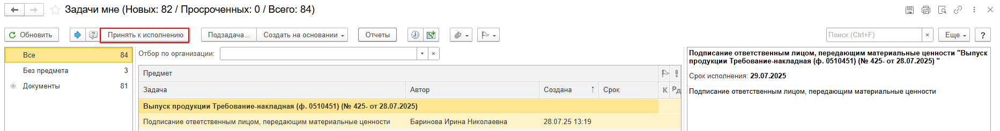 Задачи мне (Новых: 82 / Просроченных: 0 / Всего: 84)
Обновить Принять к исполнению Подзадача... Создать на основании Отчеты Поиск (Ctrl+F) × Еще ?
Все 84
Без предмета 3
Документы 81
Отбор по организации:
Предмет
Задача Автор Создана ↑ Срок К Рд
Выпуск продукции Требование-накладная (ф. 0510451) (№ 425- от 28.07.2025)
Подписание ответственным лицом, передающим материальные ценности Баринова Ирина Николаевна 28.07.25 13:19
Подписание ответственным лицом, передающим материальные ценности "Выпуск
продукции Требование-накладная (ф. 0510451) (№ 425- от 28.07.2025) "
Срок исполнения: 29.07.2025
Подписание ответственным лицом, передающим материальные ценности